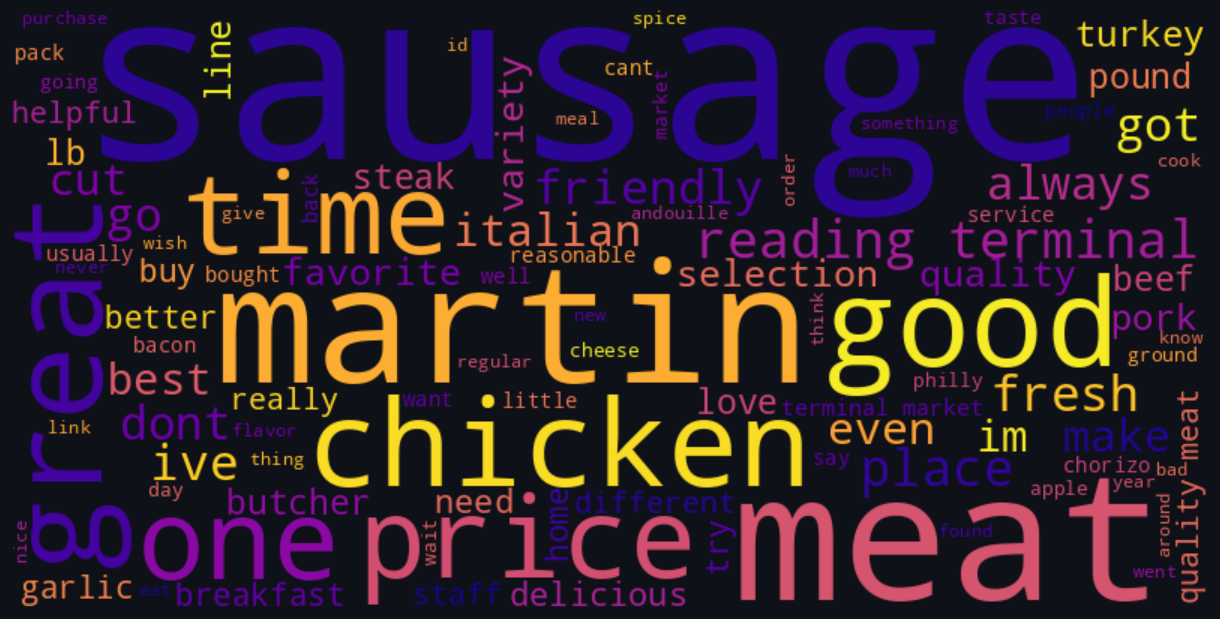 purchase
sausage
spice
taste
turkey
line
id
pack
cant
pound
going
variety
market
meal
helpful
something
people
got
lb
cook
cut
steak
back
time
friendly
order
much
always
go
give
andouille
service
great
wish
italian
reading terminal
usually
reasonable
never
buy
bought
favorite
well
selection
quality
beef
martin
good
better
new
think
pork
bacon
cheese
know
best
regular
ground
philly
really
want
little
love
terminal market
fresh
dont
link
flavor
chicken
even
im
make
meat
ive
thing
say
place
chorizo
bad
day
butcher
need
home
different
apple
year
one
price
meat
nice
wait
try
found
around
quality meat
went
garlic
eat
breakfast
staff
delicious